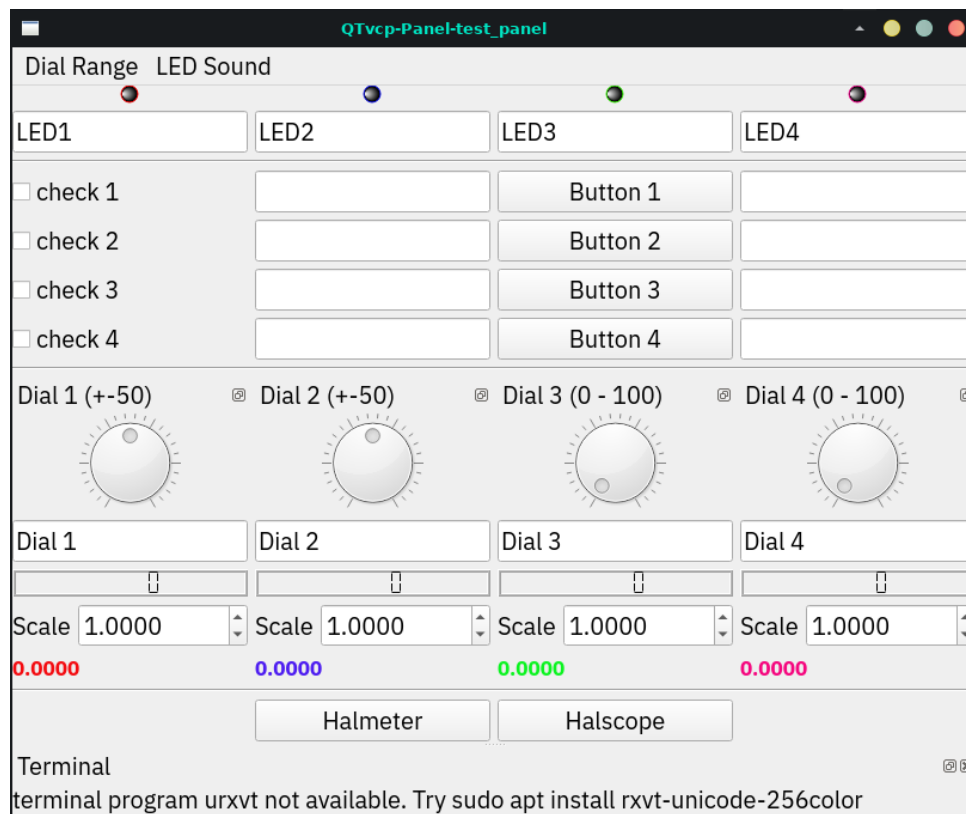 QTvcp-Panel-test_panel
Dial Range LED Sound
LED1 LED2 LED3 LED4
check 1 Button 1
check 2 Button 2
check 3 Button 3
check 4 Button 4
Dial 1 (+-50) Dial 2 (+-50) Dial 3 (0 - 100) Dial 4 (0 - 100)
Dial 1 Dial 2 Dial 3 Dial 4
0 0 0 0
Scale 1.0000 Scale 1.0000 Scale 1.0000 Scale 1.0000
0.0000 0.0000 0.0000 0.0000
Halmeter Halscope
Terminal
terminal program urxvt not available. Try sudo apt install rxvt-unicode-256color